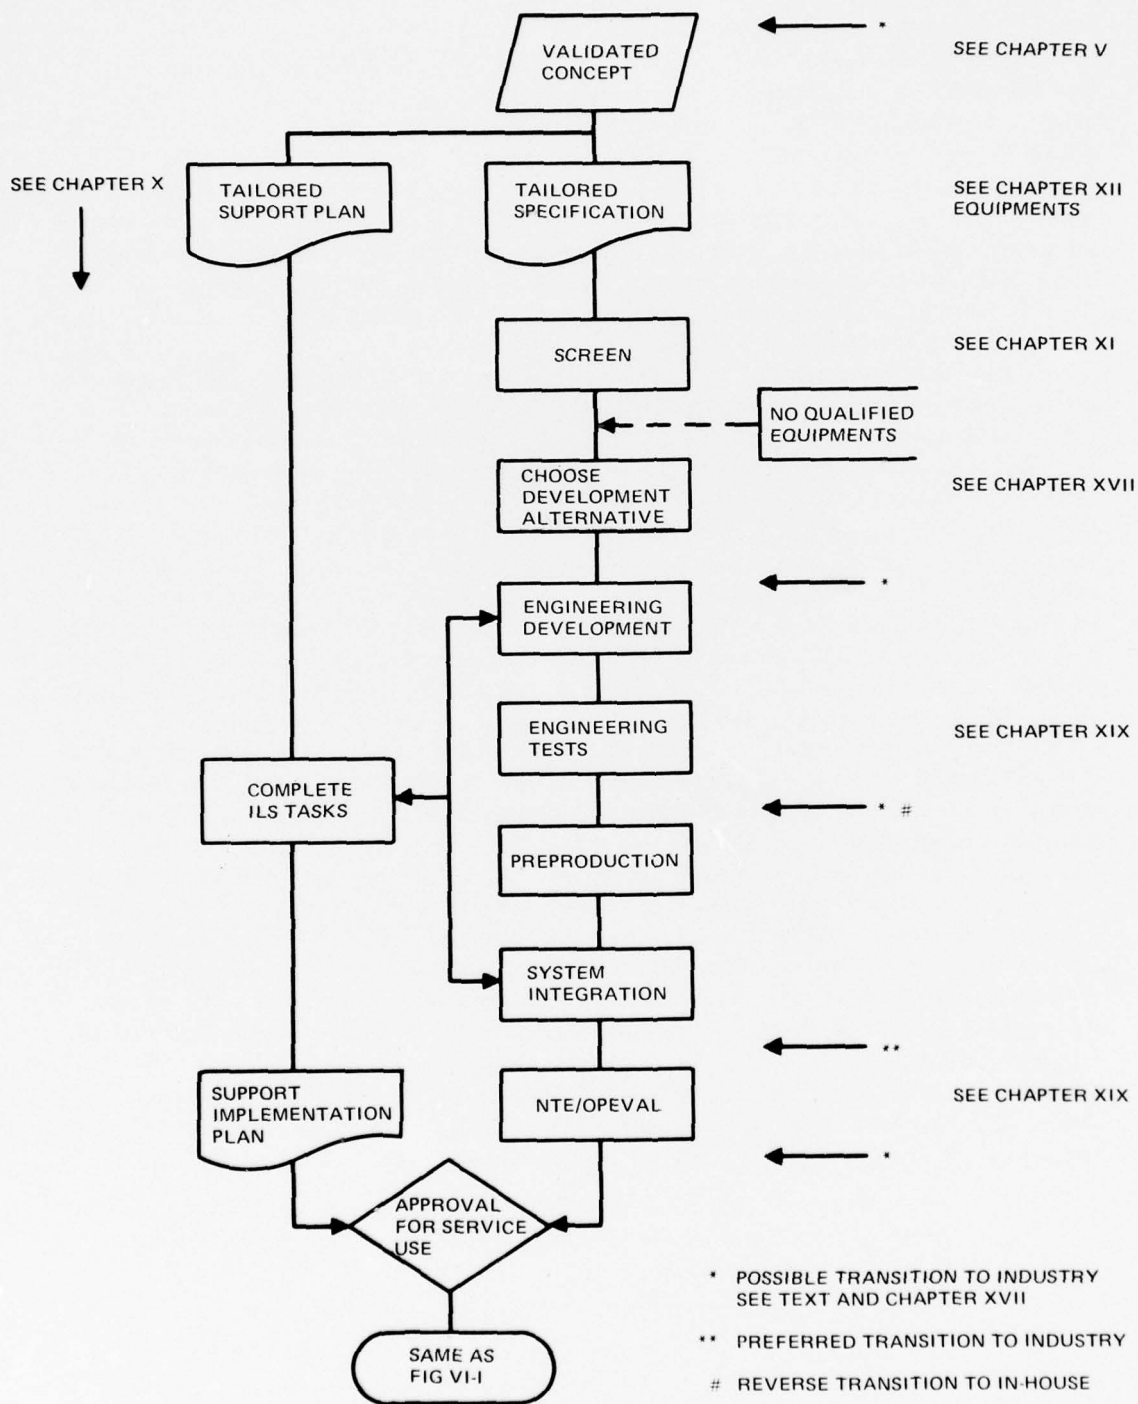 *
VALIDATED
CONCEPT
SEE CHAPTER V
SEE CHAPTER X
TAILORED
SUPPORT PLAN
TAILORED
SPECIFICATION
SEE CHAPTER XII
EQUIPMENTS
SCREEN
SEE CHAPTER XI
NO QUALIFIED
EQUIPMENTS
CHOOSE
DEVELOPMENT
ALTERNATIVE
SEE CHAPTER XVII
*
ENGINEERING
DEVELOPMENT
ENGINEERING
TESTS
SEE CHAPTER XIX
COMPLETE
ILS TASKS
* #
PREPRODUCTION
SYSTEM
INTEGRATION
**
SUPPORT
IMPLEMENTATION
PLAN
NTE/OPEVAL
SEE CHAPTER XIX
*
APPROVAL
FOR SERVICE
USE
* POSSIBLE TRANSITION TO INDUSTRY
SEE TEXT AND CHAPTER XVII
** PREFERRED TRANSITION TO INDUSTRY
# REVERSE TRANSITION TO IN-HOUSE
SAME AS
FIG VI-I